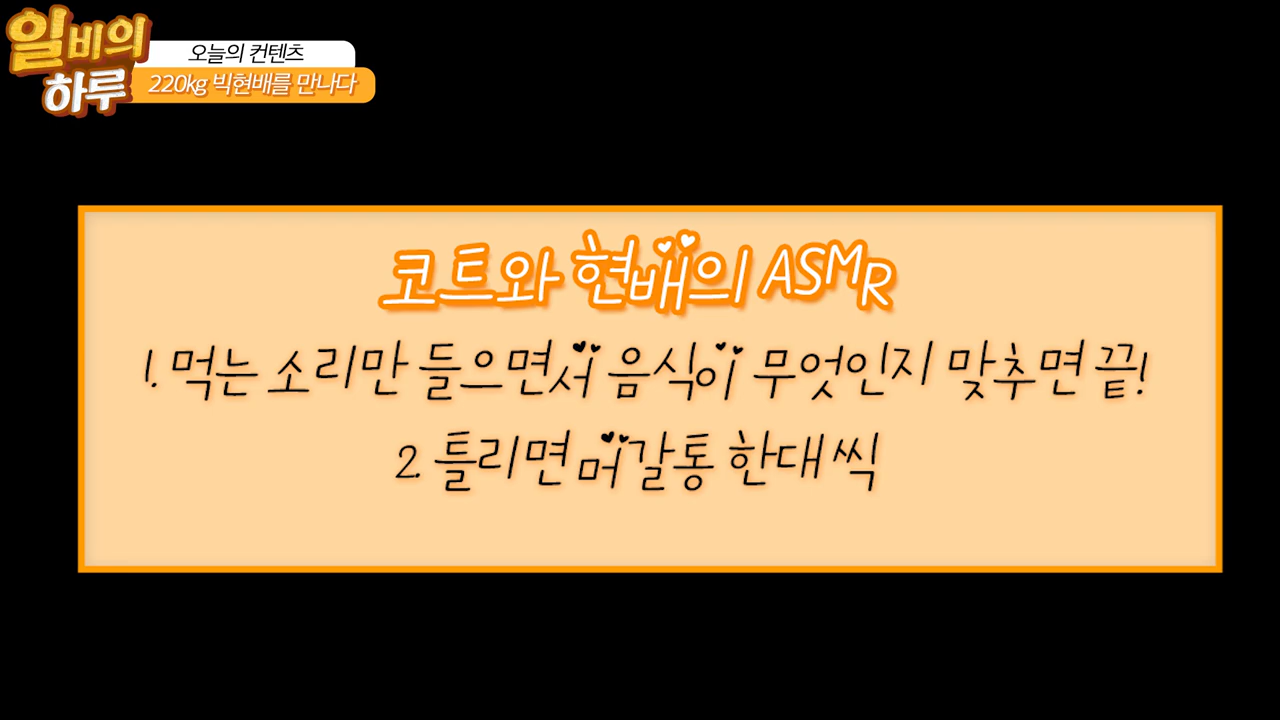 일비의
하루
오늘의 컨텐츠
220kg 빅현배를 만나다
코트와 현배의 ASMR
1. 먹는 소리만 들으면서 음식이 무엇인지 맞추면 끝!
2. 틀리면 머갈통 한대씩